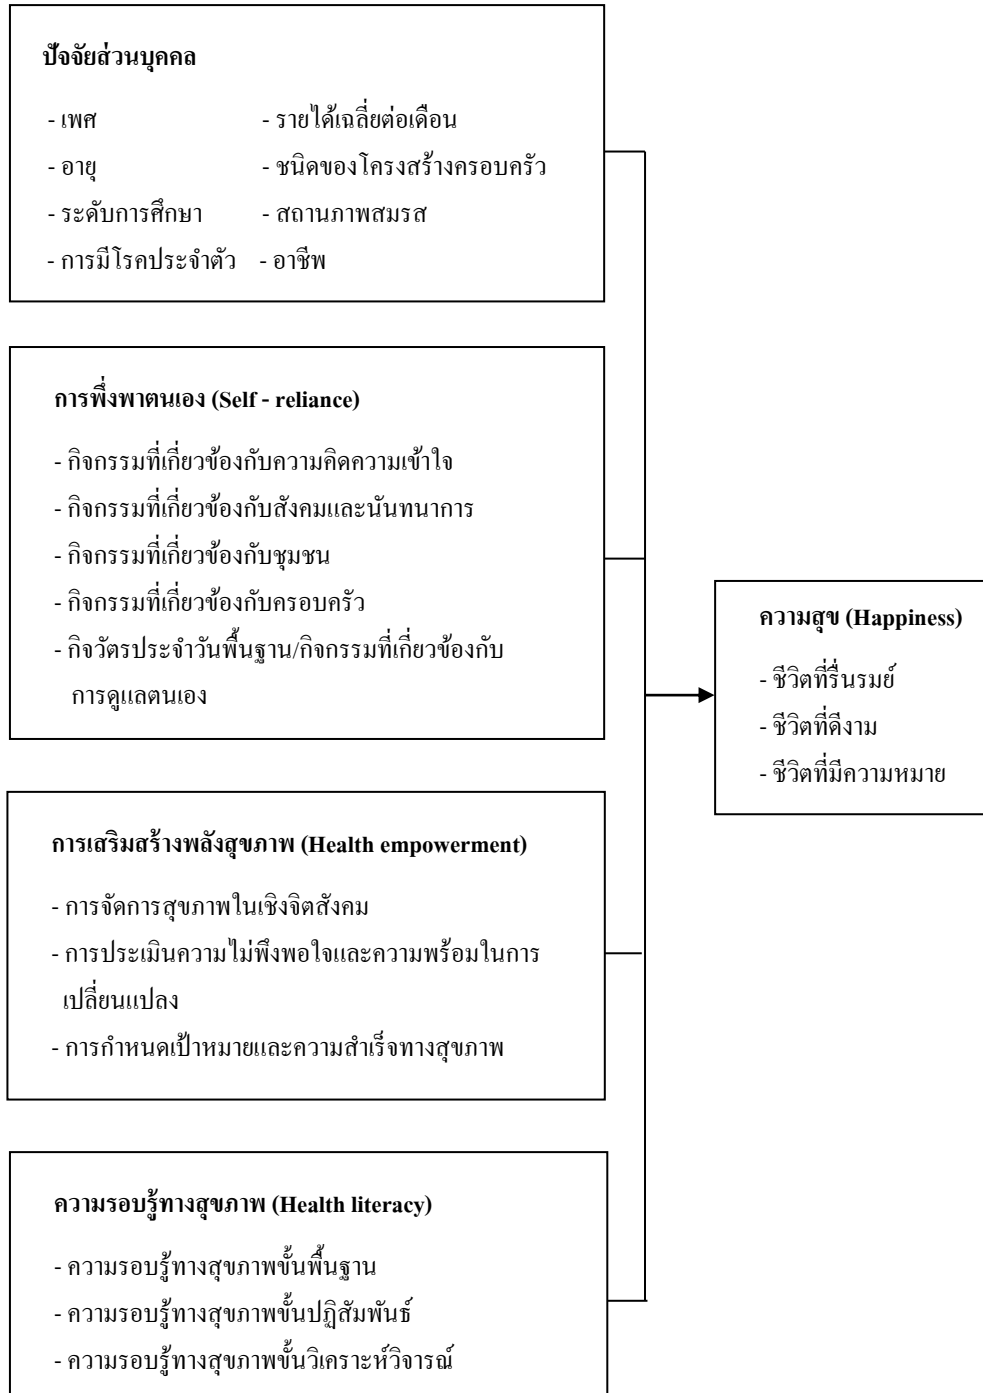 ปัจจัยส่วนบุคคล
- เพศ - รายได้เฉลี่ยต่อเดือน
- อายุ - ชนิดของโครงสร้างครอบครัว
- ระดับการศึกษา - สถานภาพสมรส
- การมีโรคประจำตัว - อาชีพ
การพึ่งพาตนเอง (Self - reliance)
- กิจกรรมที่เกี่ยวข้องกับความคิดความเข้าใจ
- กิจกรรมที่เกี่ยวข้องกับสังคมและนันทนาการ
- กิจกรรมที่เกี่ยวข้องกับชุมชน
- กิจกรรมที่เกี่ยวข้องกับครอบครัว
- กิจวัตรประจำวันพื้นฐาน/กิจกรรมที่เกี่ยวข้องกับ
การดูแลตนเอง
การเสริมสร้างพลังสุขภาพ (Health empowerment)
- การจัดการสุขภาพในเชิงจิตสังคม
- การประเมินความไม่พึงพอใจและความพร้อมในการ
เปลี่ยนแปลง
- การกำหนดเป้าหมายและความสำเร็จทางสุขภาพ
ความรอบรู้ทางสุขภาพ (Health literacy)
- ความรอบรู้ทางสุขภาพขั้นพื้นฐาน
- ความรอบรู้ทางสุขภาพขั้นปฏิสัมพันธ์
- ความรอบรู้ทางสุขภาพขั้นวิเคราะห์วิจารณ์
ความสุข (Happiness)
- ชีวิตที่รื่นรมย์
- ชีวิตที่ดีงาม
- ชีวิตที่มีความหมาย